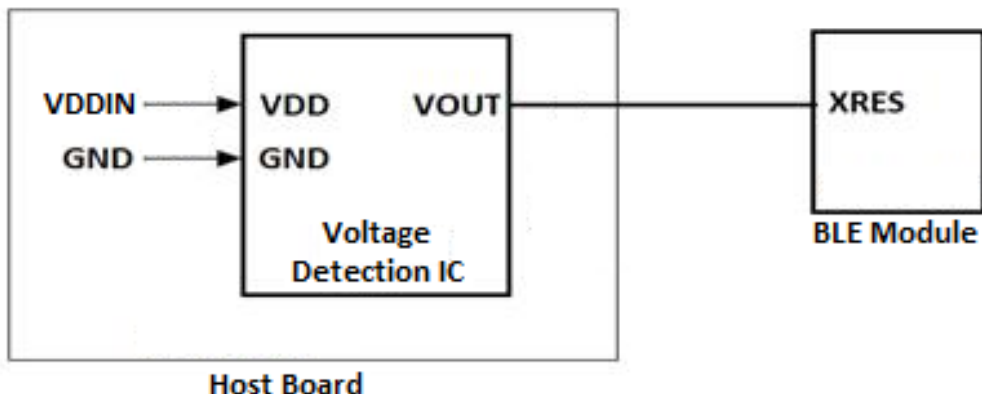 VDDIN
VDD
VOUT
XRES
GND
GND
Voltage
Detection IC
BLE Module
Host Board